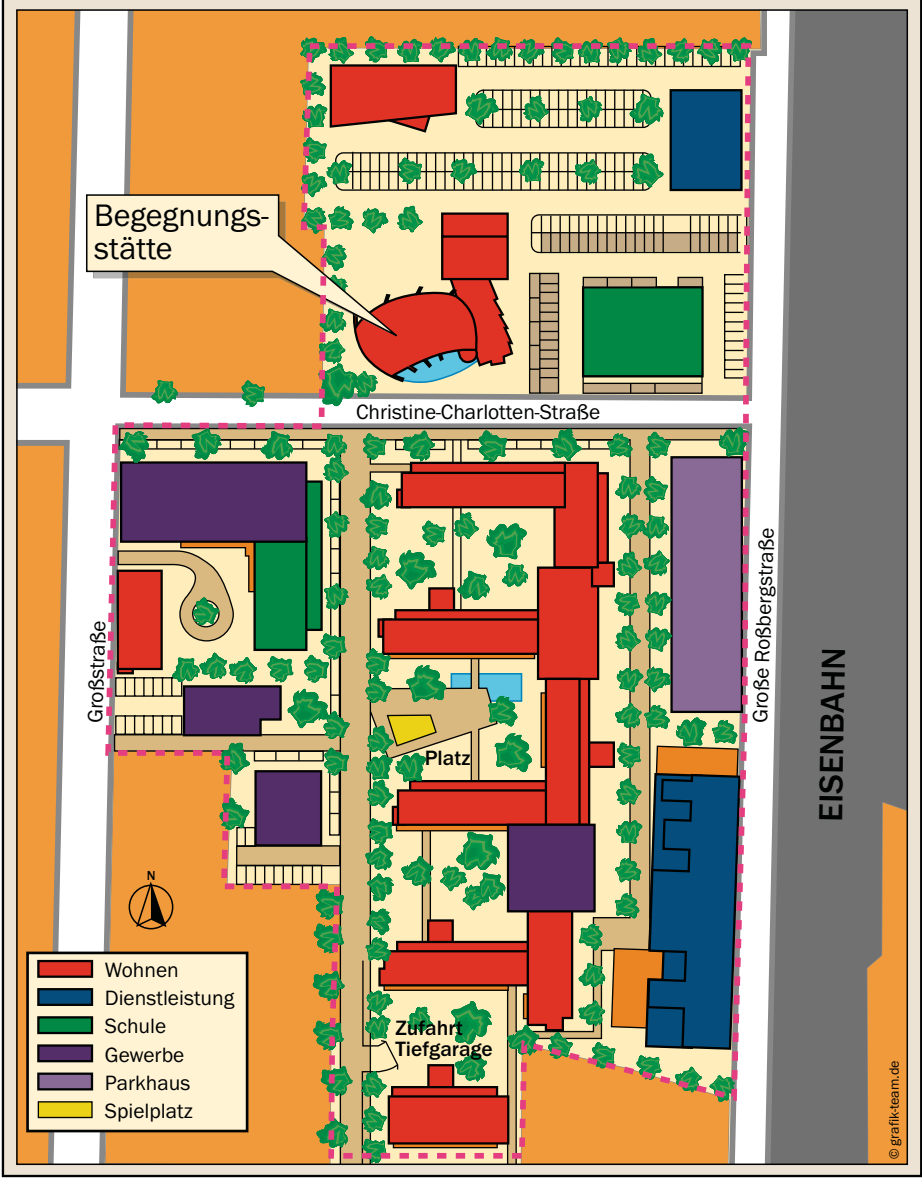 Begegnungs-
stätte
Christine-Charlotten-Straße
Großstraße
Große Roßbergstraße
EISENBAHN
Platz
N
Wohnen
Dienstleistung
Schule
Gewerbe
Parkhaus
Spielplatz
Zufahrt
Tiefgarage
© grafik-team.de